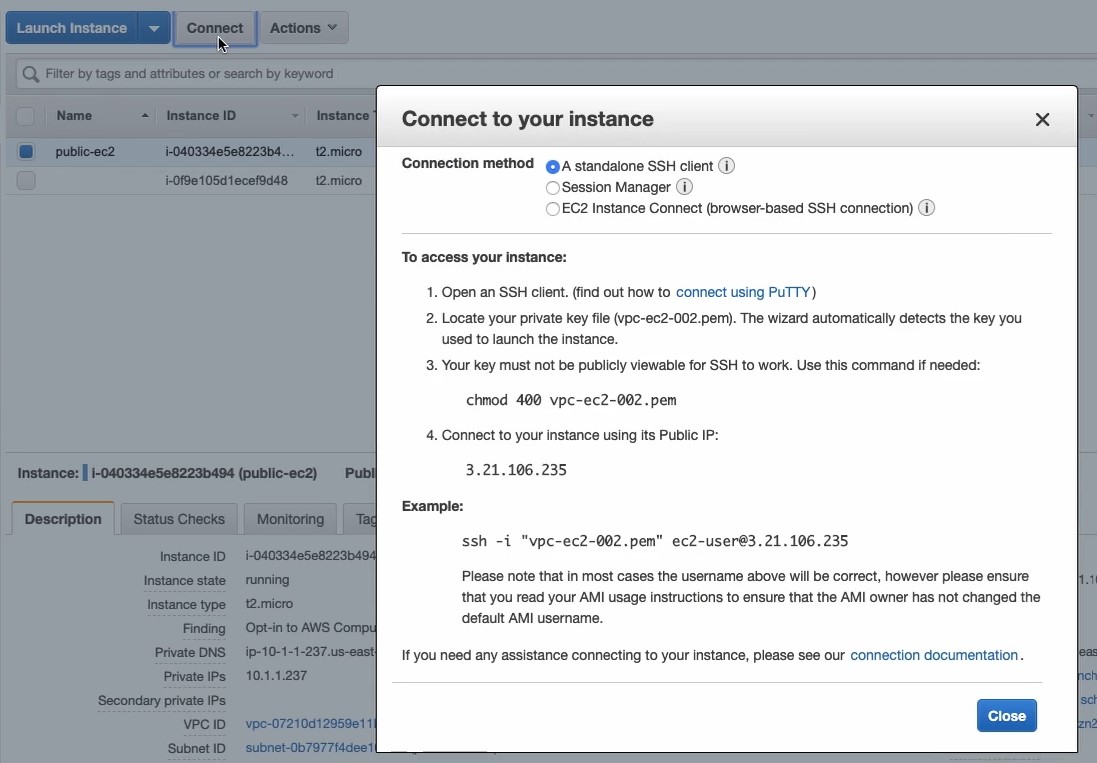 Launch Instance
Connect
Actions
Filter by tags and attributes or search by keyword
Name
Instance ID
Instance
public-ec2
i-040334e5e8223b4...
t2.micro
i-0f9e105d1ecef9d48
t2.micro
Connect to your instance
Connection method
A standalone SSH client
Session Manager
EC2 Instance Connect (browser-based SSH connection)
To access your instance:
1. Open an SSH client. (find out how to connect using PuTTY)
2. Locate your private key file (vpc-ec2-002.pem). The wizard automatically detects the key you
used to launch the instance.
3. Your key must not be publicly viewable for SSH to work. Use this command if needed:
chmod 400 vpc-ec2-002.pem
4. Connect to your instance using its Public IP:
3.21.106.235
Example:
ssh -i "vpc-ec2-002.pem" ec2-user@3.21.106.235
Please note that in most cases the username above will be correct, however please ensure
that you read your AMI usage instructions to ensure that the AMI owner has not changed the
default AMI username.
If you need any assistance connecting to your instance, please see our connection documentation.
Close
Instance: i-040334e5e8223b494 (public-ec2)
Publ
Description
Status Checks
Monitoring
Tag
Instance ID i-040334e5e8223b494
Instance state running
Instance type t2.micro
Finding Opt-in to AWS Compu
Private DNS ip-10-1-1-237.us-east-
Private IPs 10.1.1.237
Secondary private IPs
VPC ID vpc-07210d12959e11
Subnet ID subnet-0b7977f4dee1